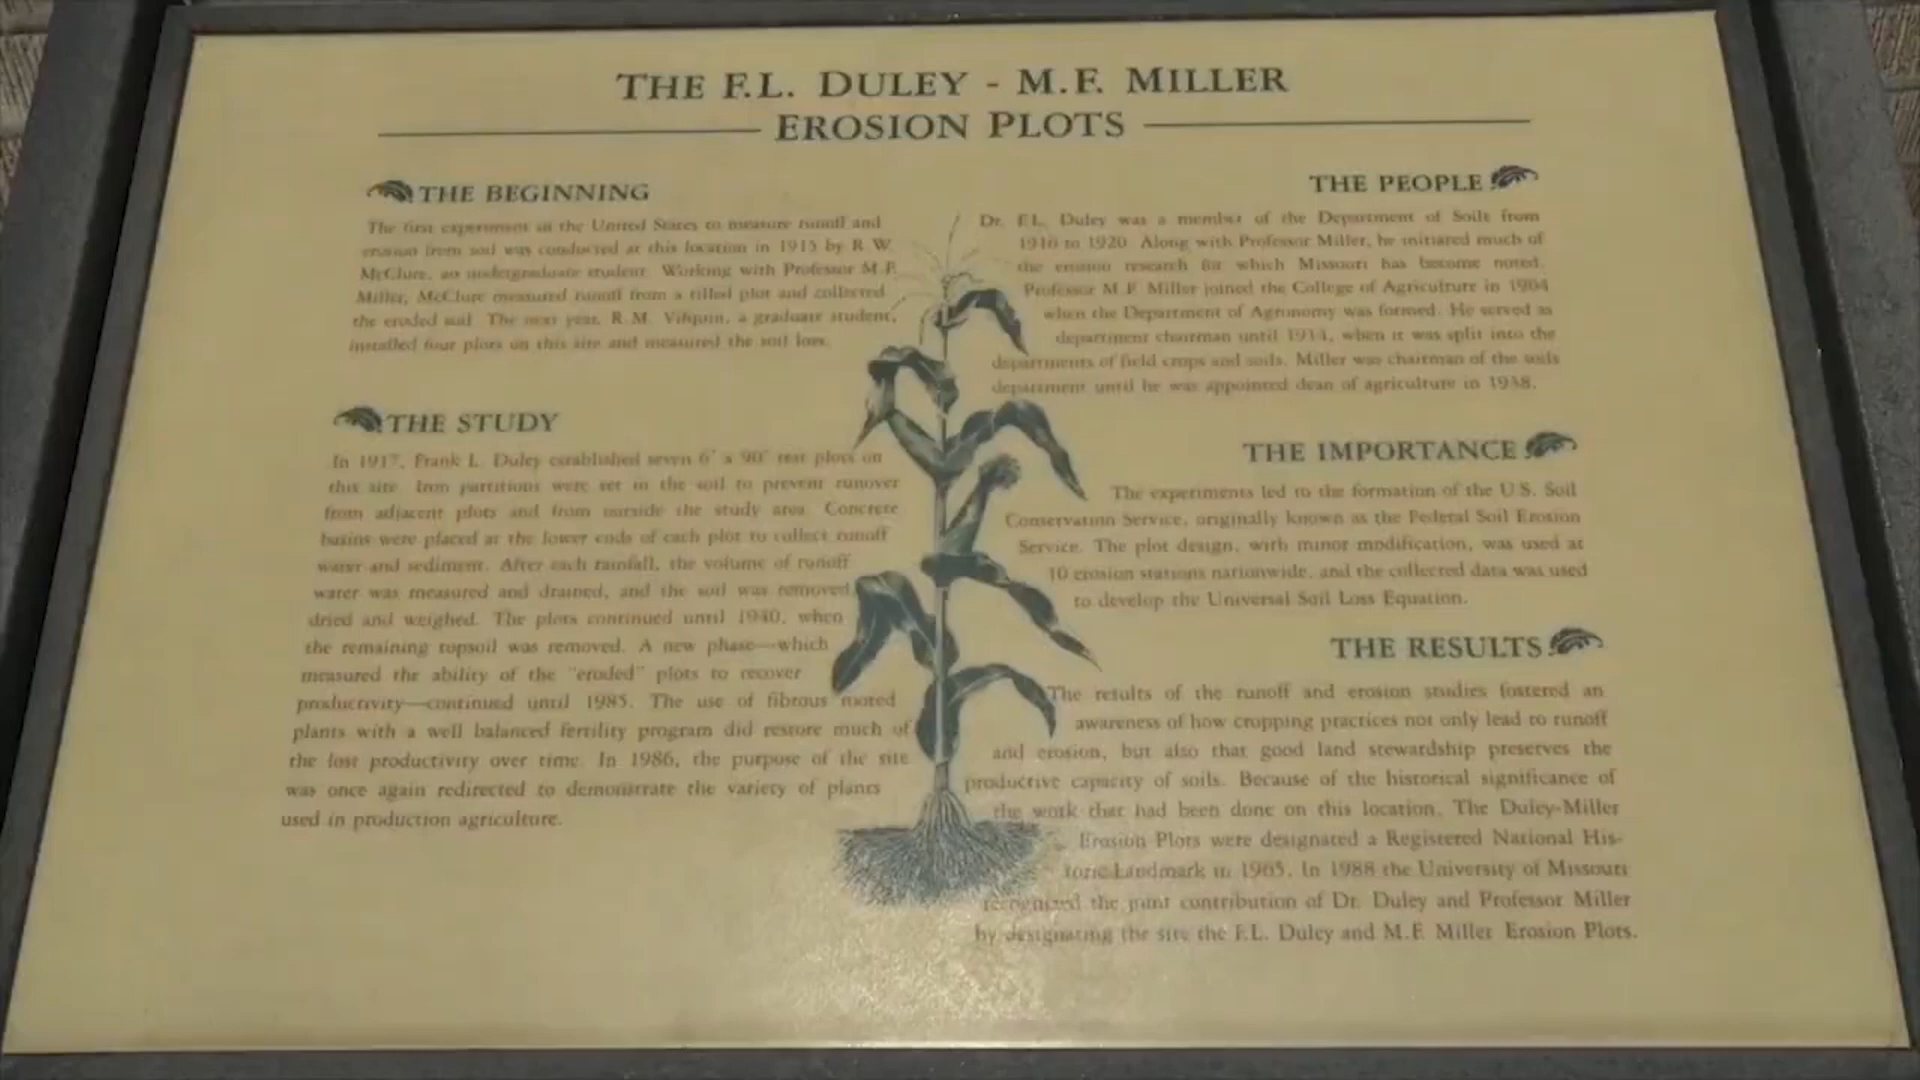 THE F.L. DULEY - M.F. MILLER
EROSION PLOTS
THE BEGINNING
The first experiment in the United States to measure runoff and
erosion from soil was conducted at this location in 1915 by R.W.
McClure, an undergraduate student. Working with Professor M.F.
Miller, McClure measured runoff from a tilled plot and collected
the eroded soil. The next year, R.M. Vifquin, a graduate student,
installed four plots on this site and measured the soil loss.
THE STUDY
In 1917, Frank L. Duley established seven 6' x 90' test plots on
this site. Iron partitions were set in the soil to prevent runover
from adjacent plots and from outside the study area. Concrete
basins were placed at the lower ends of each plot to collect runoff
water and sediment. After each rainfall, the volume of runoff
water was measured and drained, and the soil was removed,
dried and weighed. The plots continued until 1940, when
the remaining topsoil was removed. A new phase—which
measured the ability of the "eroded" plots to recover
productivity—continued until 1985. The use of fibrous rooted
plants with a well balanced fertility program did restore much of
the lost productivity over time. In 1986, the purpose of the site
was once again redirected to demonstrate the variety of plants
used in production agriculture.
THE PEOPLE
Dr. F.L. Duley was a member of the Department of Soils from
to 1920. Along with Professor Miller, he initiated much of
the erosion research for which Missouri has become noted.
Professor M.F. Miller joined the College of Agriculture in 1904
when the Department of Agronomy was formed. He served as
department chairman until 1914, when it was split into the
departments of field crops and soils. Miller was chairman of the soils
department until he was appointed dean of agriculture in 1938.
THE IMPORTANCE
The experiments led to the formation of the U.S. Soil
Conservation Service, originally known as the Federal Soil Erosion
Service. The plot design, with minor modification, was used at
10 erosion stations nationwide, and the collected data was used
to develop the Universal Soil Loss Equation.
THE RESULTS
The results of the runoff and erosion studies fostered an
awareness of how cropping practices not only lead to runoff
and erosion, but also that good land stewardship preserves the
productive capacity of soils. Because of the historical significance of
the work that had been done on this location, The Duley-Miller
Erosion Plots were designated a Registered National His-
toric Landmark in 1965. In 1988 the University of Missouri
recognized the joint contribution of Dr. Duley and Professor Miller
by designating the site the F.L. Duley and M.F. Miller Erosion Plots.